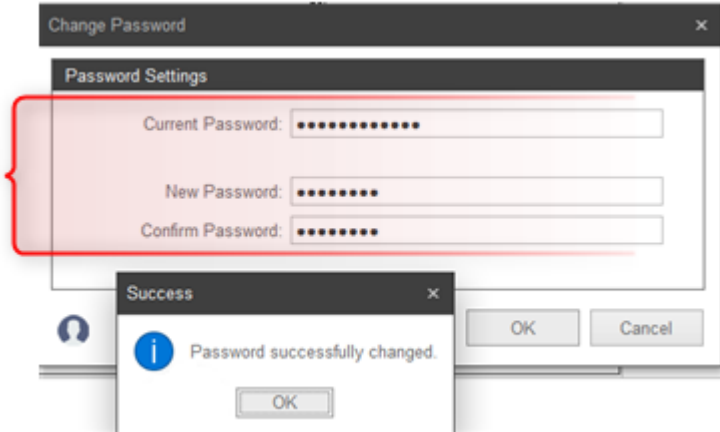 Change Password
Password Settings
Current Password: ●●●●●●●●●●●●
New Password: ●●●●●●●●
Confirm Password: ●●●●●●●●
Success
Password successfully changed.
OK
OK Cancel